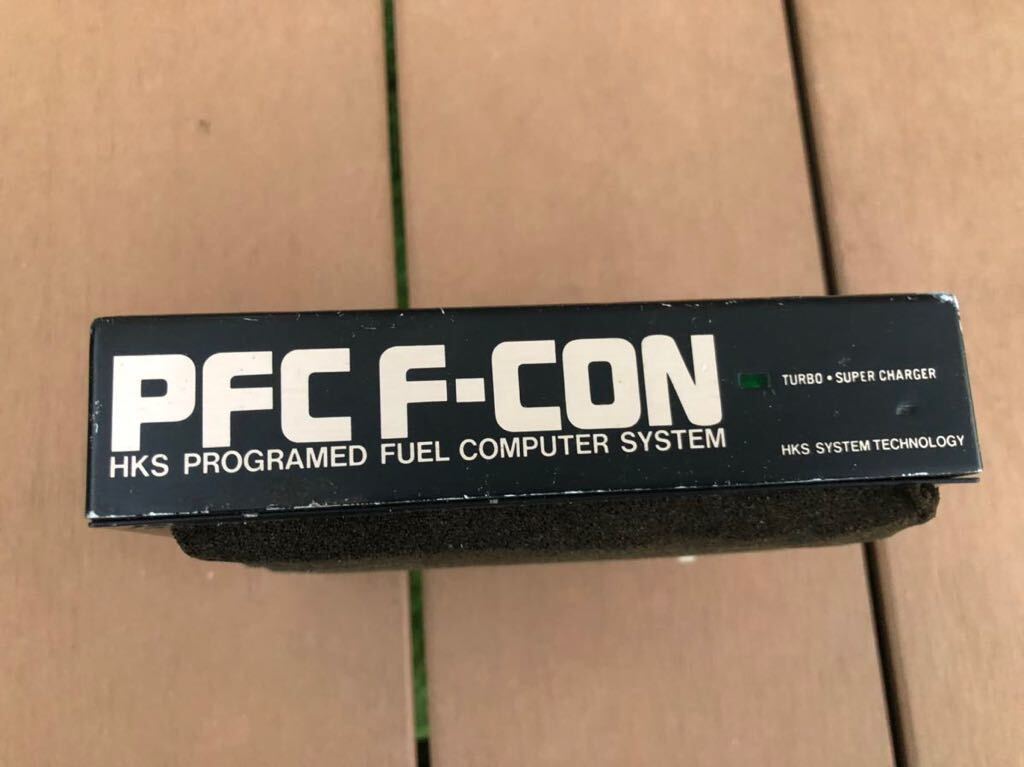 PFC F-CON
HKS PROGRAMED FUEL COMPUTER SYSTEM
TURBO • SUPER CHARGER
HKS SYSTEM TECHNOLOGY